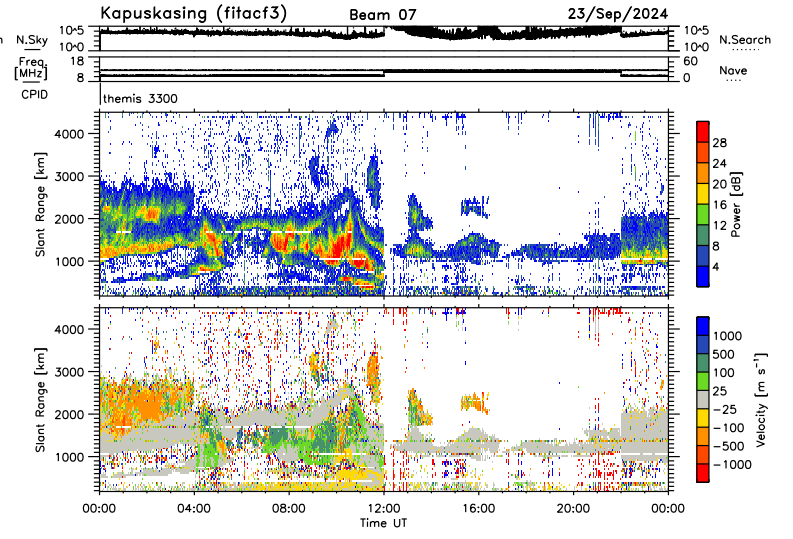 Kapuskasing (fitacf3) Beam 07 23/Sep/2024
N.Sky 10^5 10^0 10^5 10^0 N.Search
Freq. [MHz] 18 8 60 0 Nave
CPID themis 3300
Slant Range [km] 4000 3000 2000 1000
28 24 20 16 12 8 4 Power [dB]
Slant Range [km] 4000 3000 2000 1000
1000 500 100 25 −25 −100 −500 −1000 Velocity [m s⁻¹]
00:00 04:00 08:00 12:00 16:00 20:00 00:00
Time UT